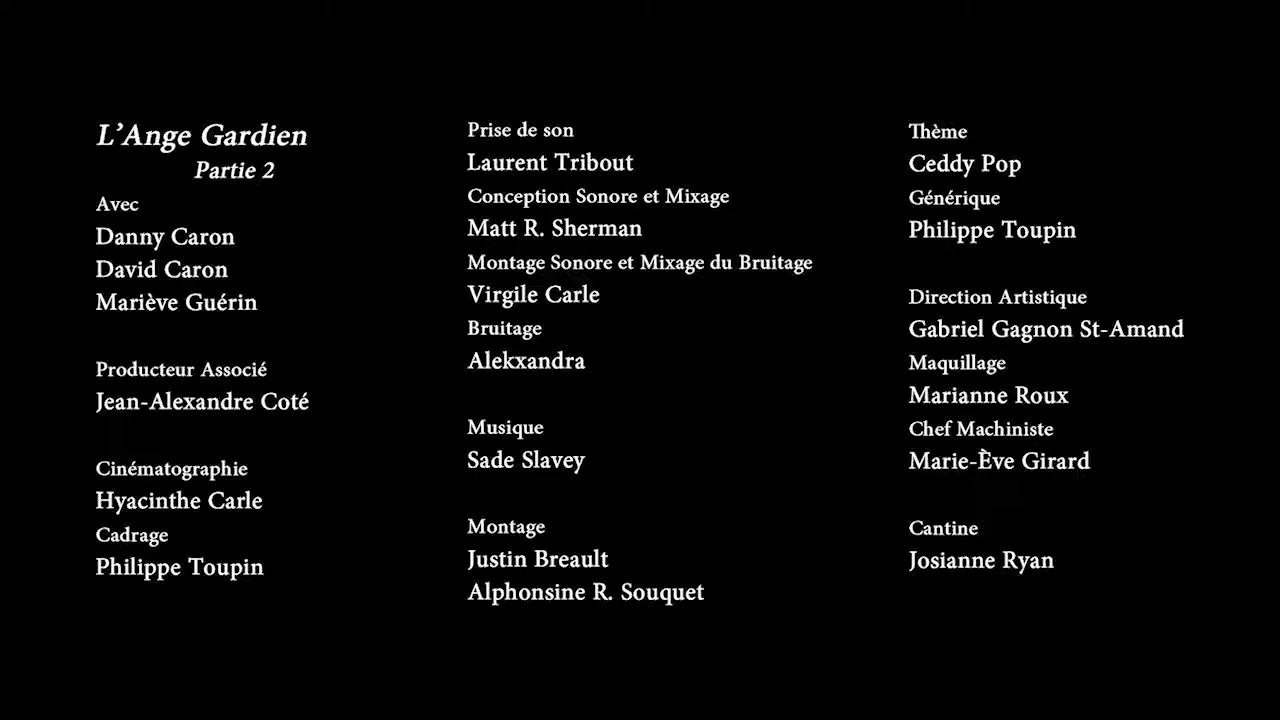 L’Ange Gardien
Partie 2
Avec
Danny Caron
David Caron
Mariève Guérin
Producteur Associé
Jean-Alexandre Coté
Cinématographie
Hyacinthe Carle
Cadrage
Philippe Toupin
Prise de son
Laurent Tribout
Conception Sonore et Mixage
Matt R. Sherman
Montage Sonore et Mixage du Bruitage
Virgile Carle
Bruitage
Alekxandra
Musique
Sade Slavey
Montage
Justin Breault
Alphonsine R. Souquet
Thème
Ceddy Pop
Générique
Philippe Toupin
Direction Artistique
Gabriel Gagnon St-Amand
Maquillage
Marianne Roux
Chef Machiniste
Marie-Ève Girard
Cantine
Josianne Ryan